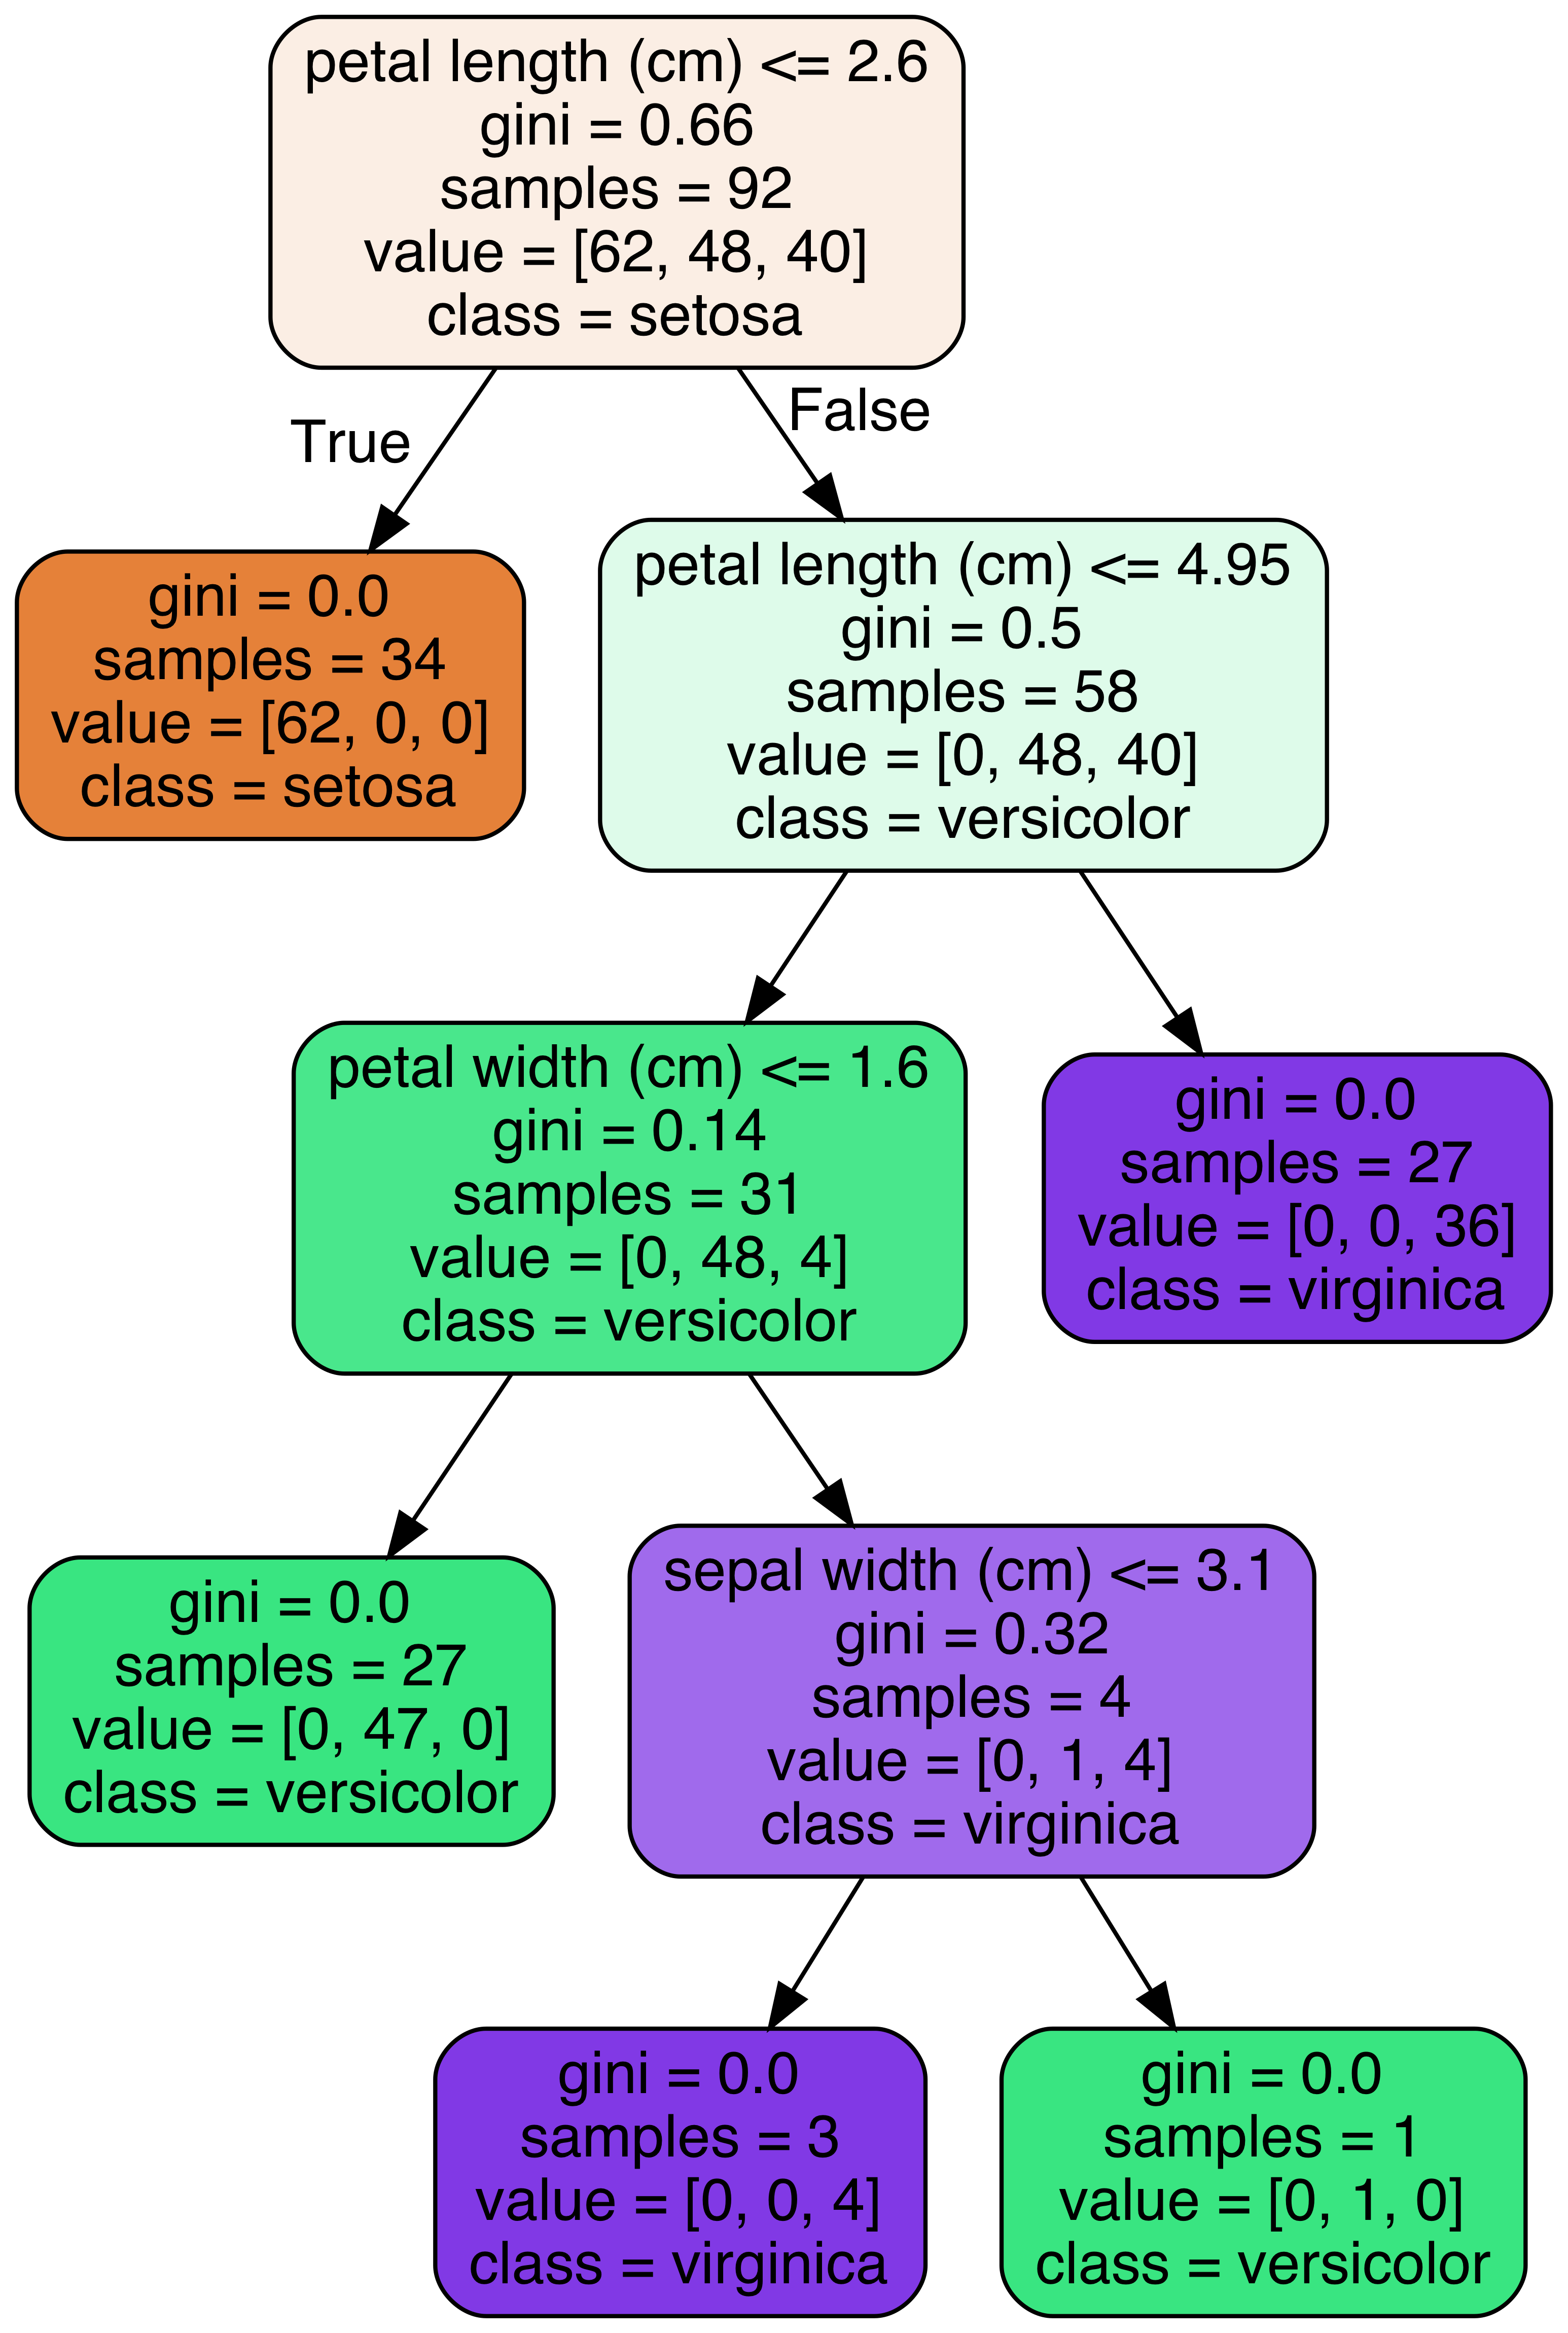 petal length (cm) <= 2.6
gini = 0.66
samples = 92
value = [62, 48, 40]
class = setosa
True
False
gini = 0.0
samples = 34
value = [62, 0, 0]
class = setosa
petal length (cm) <= 4.95
gini = 0.5
samples = 58
value = [0, 48, 40]
class = versicolor
petal width (cm) <= 1.6
gini = 0.14
samples = 31
value = [0, 48, 4]
class = versicolor
gini = 0.0
samples = 27
value = [0, 0, 36]
class = virginica
gini = 0.0
samples = 27
value = [0, 47, 0]
class = versicolor
sepal width (cm) <= 3.1
gini = 0.32
samples = 4
value = [0, 1, 4]
class = virginica
gini = 0.0
samples = 3
value = [0, 0, 4]
class = virginica
gini = 0.0
samples = 1
value = [0, 1, 0]
class = versicolor